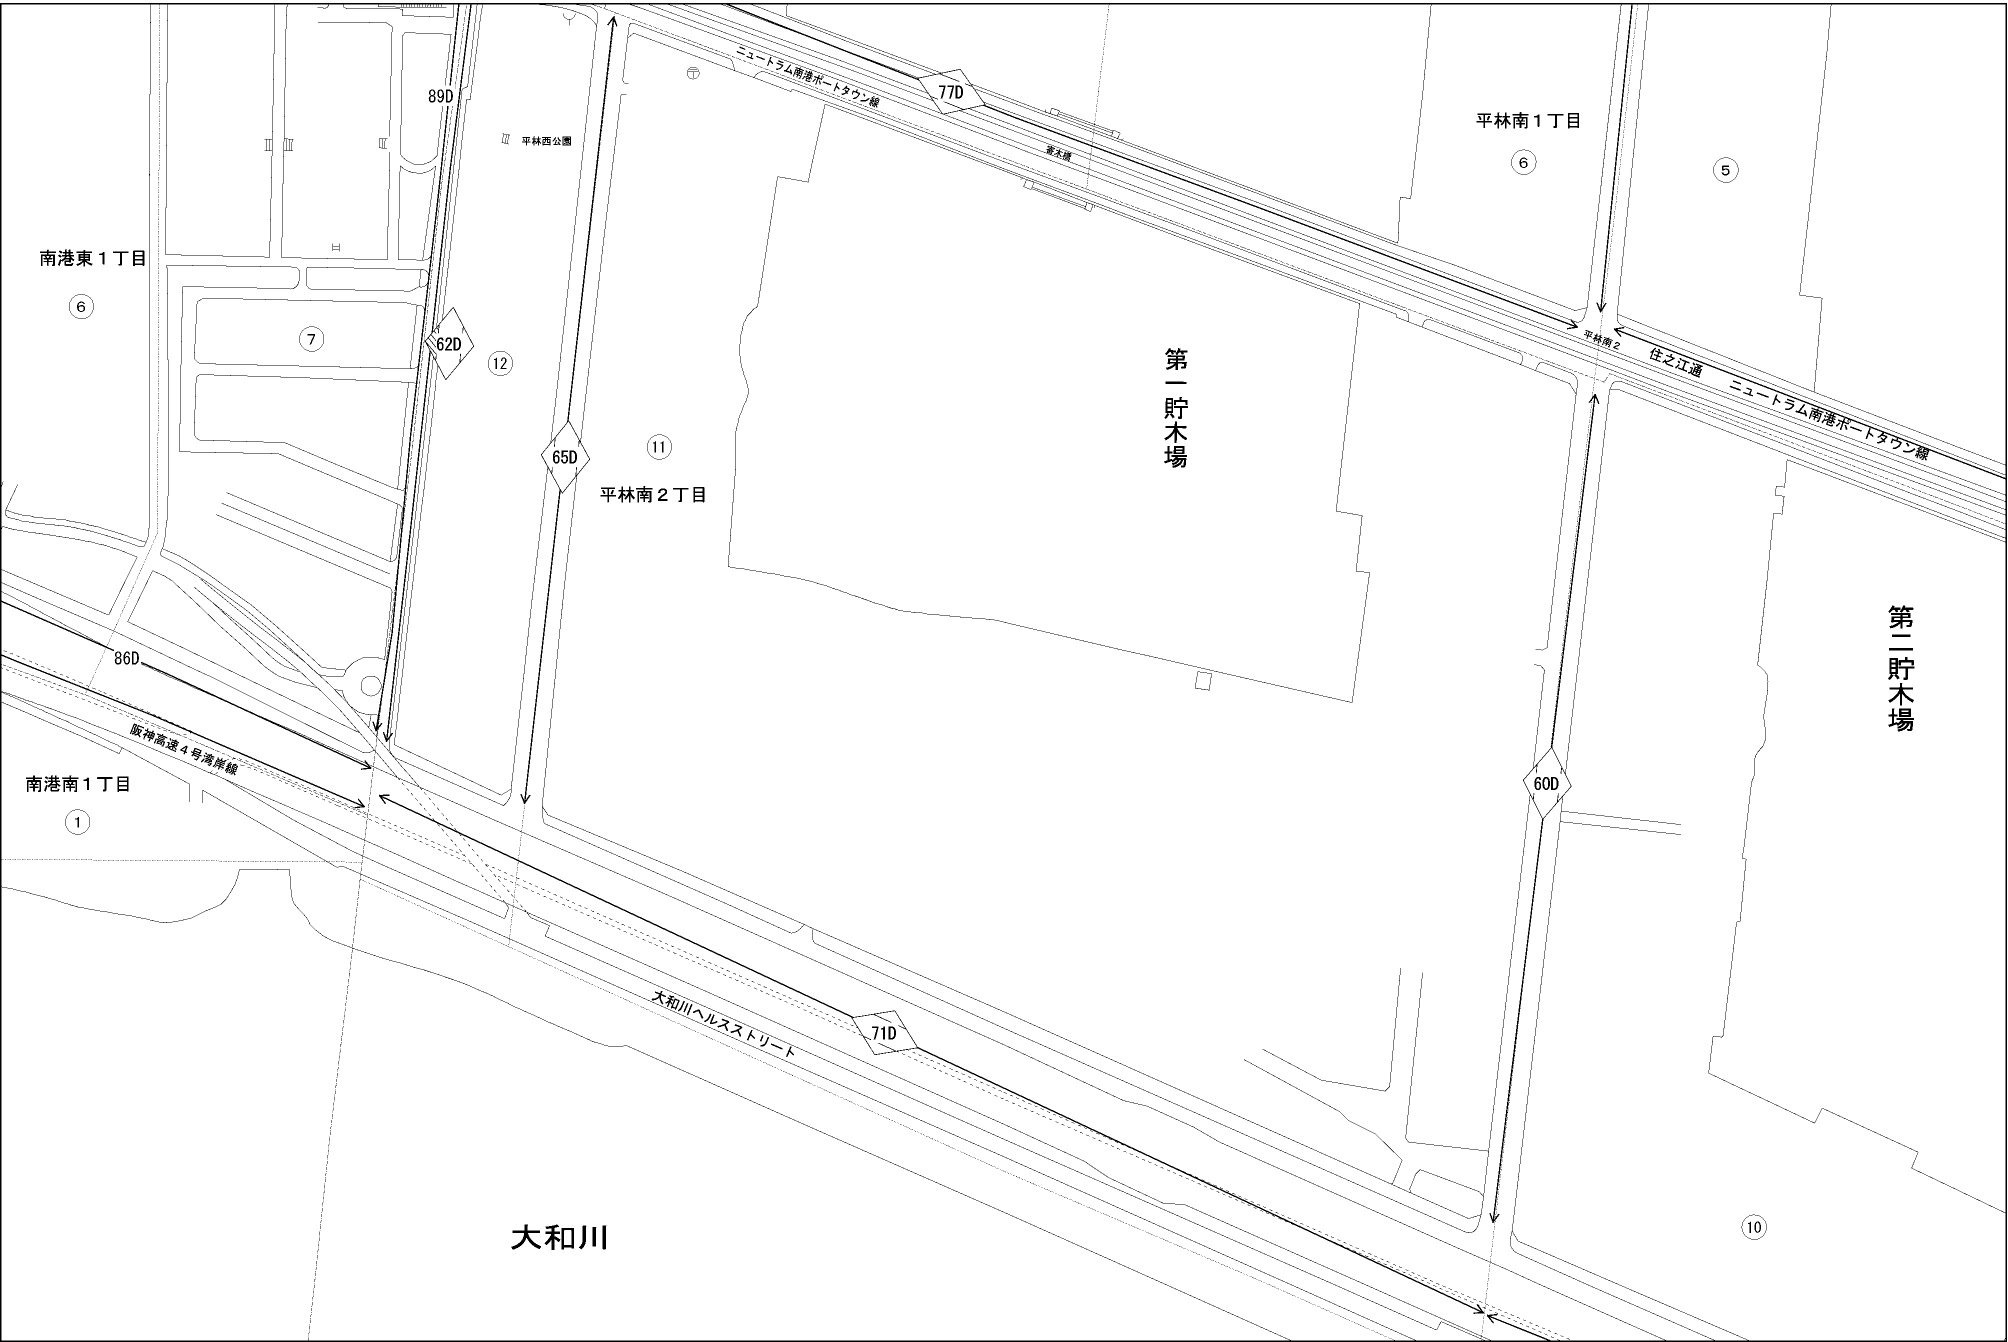 ニュートラム南港ポートタウン線
77D
89D
平林南1丁目
平林西公園
寄木橋
6
5
南港東1丁目
6
7
62D
12
平林南2
住之江通
ニュートラム南港ポートタウン線
第一貯木場
65D
11
平林南2丁目
第二貯木場
86D
阪神高速4号湾岸線
南港南1丁目
1
60D
大和川ヘルスストリート
71D
大和川
10